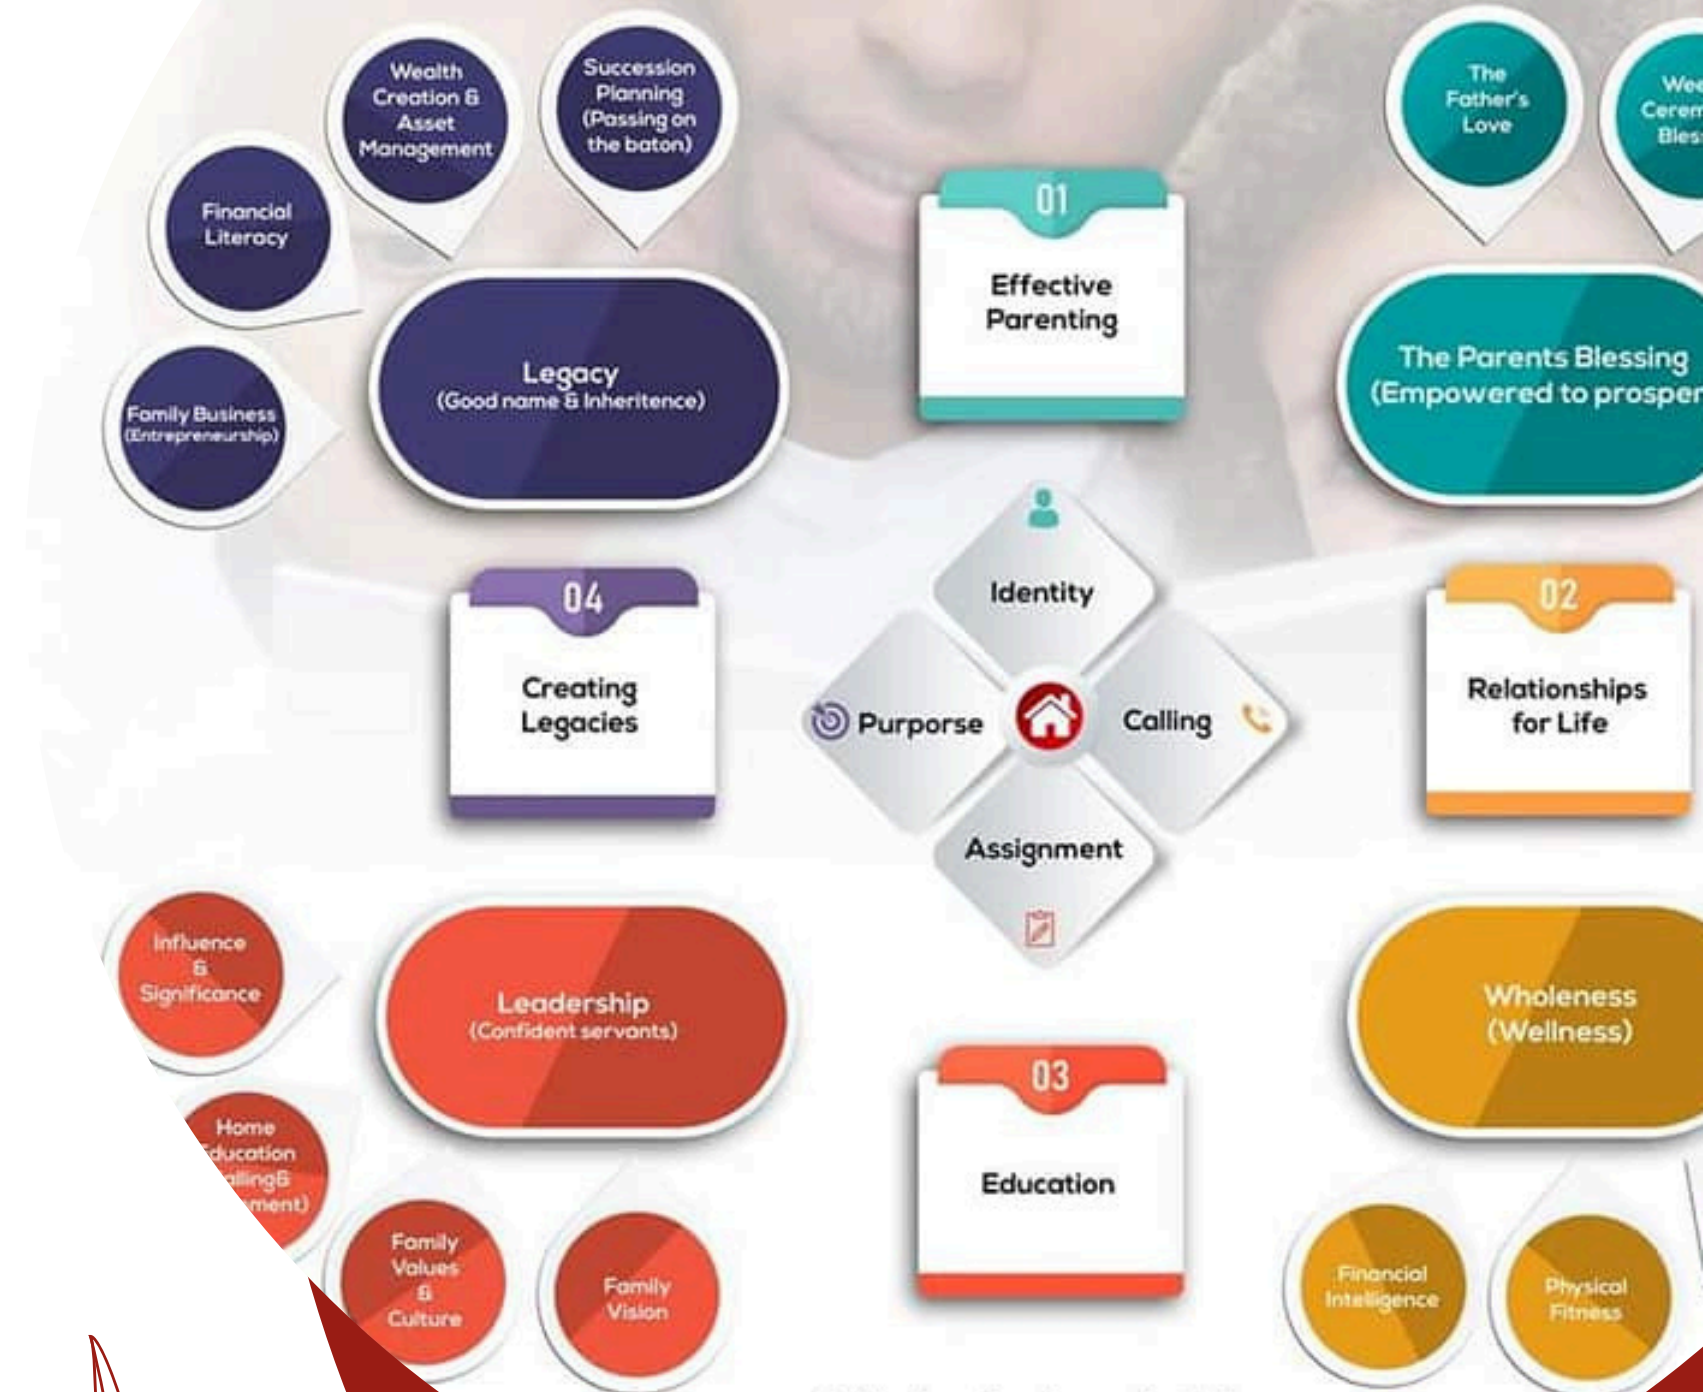 Wealth
Creation &
Asset
Management
Succession
Planning
(Passing on
the baton)
The
Father's
Love
Financial
Literacy
01
Effective
Parenting
Legacy
(Good name & Inheritence)
The Parents Blessing
(Empowered to prosper
Family Business
(Entrepreneurship)
Identity
04
Creating
Legacies
Purporse
Calling
02
Relationships
for Life
Assignment
Influence
&
Significance
Leadership
(Confident servants)
Wholeness
(Wellness)
03
Education
Home
Family
Values
&
Culture
Family
Vision
Financial
Intelligence
Physical
Fitness